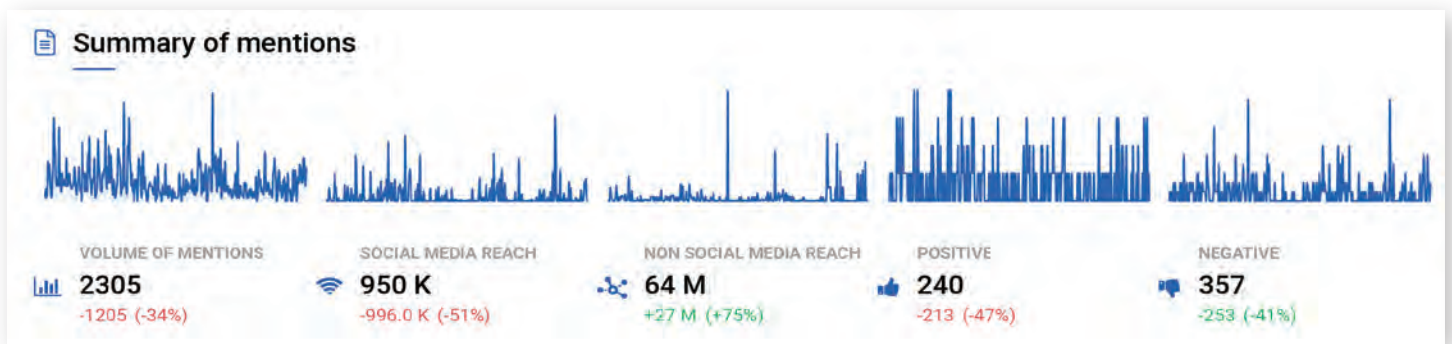 Summary of mentions
VOLUME OF MENTIONS
2305
-1205 (-34%)
SOCIAL MEDIA REACH
950 K
-996.0 K (-51%)
NON SOCIAL MEDIA REACH
64 M
+27 M (+75%)
POSITIVE
240
-213 (-47%)
NEGATIVE
357
-253 (-41%)